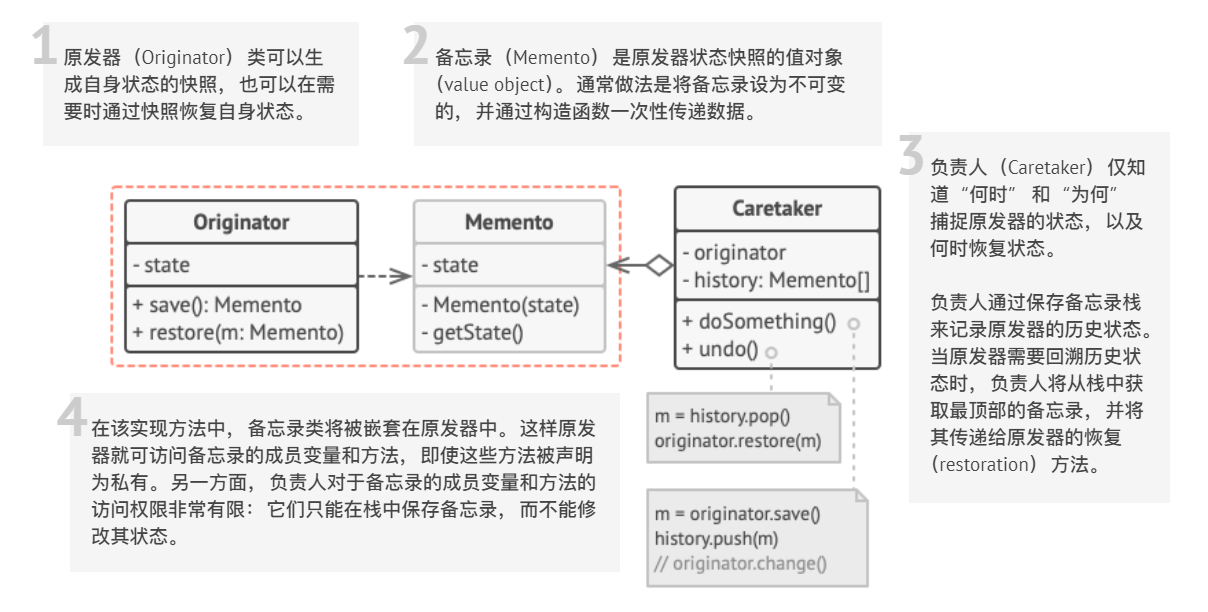 1
原发器（Originator）类可以生
成自身状态的快照，也可以在需
要时通过快照恢复自身状态。
2
备忘录（Memento）是原发器状态快照的值对象
（value object）。通常做法是将备忘录设为不可变
的，并通过构造函数一次性传递数据。
3
负责人（Caretaker）仅知
道“何时”和“为何”
捕捉原发器的状态，以及
何时恢复状态。
负责人通过保存备忘录栈
来记录原发器的历史状态。
当原发器需要回溯历史状
态时，负责人将从栈中获
取最顶部的备忘录，并将
其传递给原发器的恢复
（restoration）方法。
Originator
- state
+ save(): Memento
+ restore(m: Memento)
Memento
- state
- Memento(state)
- getState()
Caretaker
- originator
- history: Memento[]
+ doSomething()
+ undo()
m = history.pop()
originator.restore(m)
m = originator.save()
history.push(m)
// originator.change()
4
在该实现方法中，备忘录类将被嵌套在原发器中。这样原发
器就可访问备忘录的成员变量和方法，即使这些方法被声明
为私有。另一方面，负责人对于备忘录的成员变量和方法的
访问权限非常有限：它们只能在栈中保存备忘录，而不能修
改其状态。